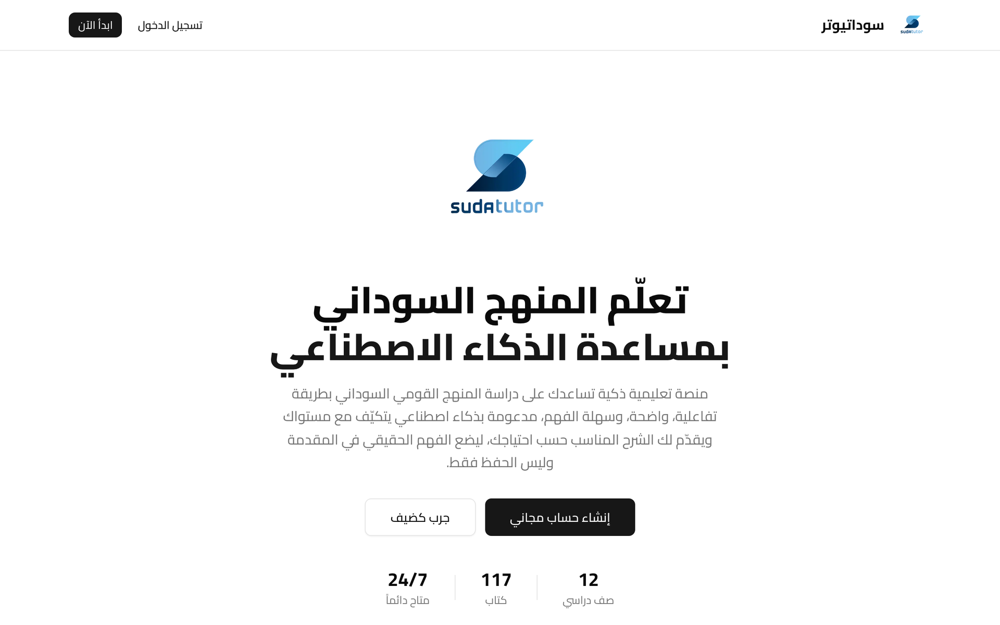 sudatutor
سوداتيوتر
تسجيل الدخول
ابدأ الآن
sudatutor
تعلّم المنهج السوداني
بمساعدة الذكاء الاصطناعي
منصة تعليمية ذكية تساعدك على دراسة المنهج القومي السوداني بطريقة
تفاعلية، واضحة، وسهلة الفهم، مدعومة بذكاء اصطناعي يتكيّف مع مستواك
ويقدّم لك الشرح المناسب حسب احتياجك، ليضع الفهم الحقيقي في المقدمة
وليس الحفظ فقط.
إنشاء حساب مجاني
جرب كضيف
12
صف دراسي
117
كتاب
24/7
متاح دائماً